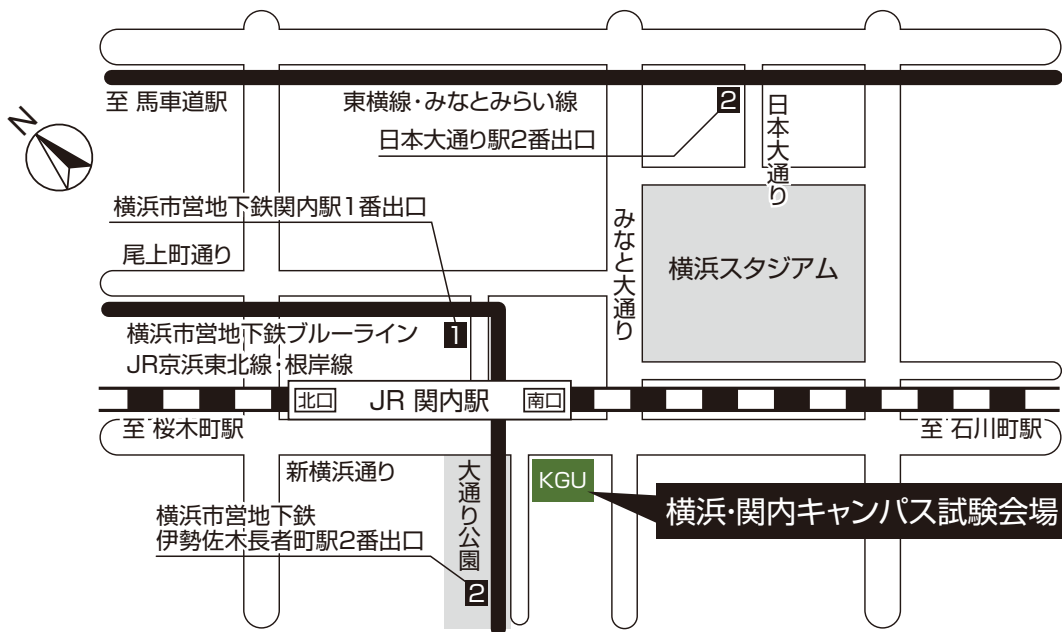 至 馬車道駅
東横線・みなとみらい線
2
日本大通り駅2番出口
日本大通り
N
横浜市営地下鉄関内駅1番出口
尾上町通り
みなと大通り
横浜スタジアム
横浜市営地下鉄ブルーライン
1
JR京浜東北線・根岸線
北口
JR 関内駅
南口
至 桜木町駅
至 石川町駅
新横浜通り
大通り公園
KGU
横浜・関内キャンパス試験会場
横浜市営地下鉄
伊勢佐木長者町駅2番出口
2